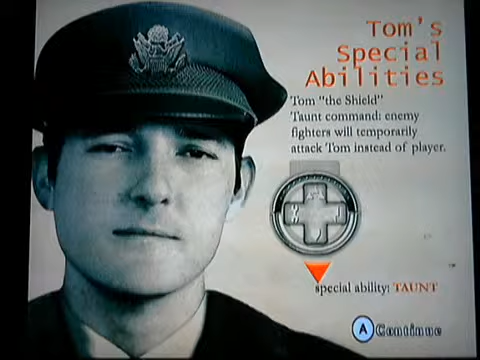 Tom's
Special
Abilities
Tom "the Shield"
Taunt command: enemy
fighters will temporarily
attack Tom instead of player.
special ability: TAUNT
A Continue